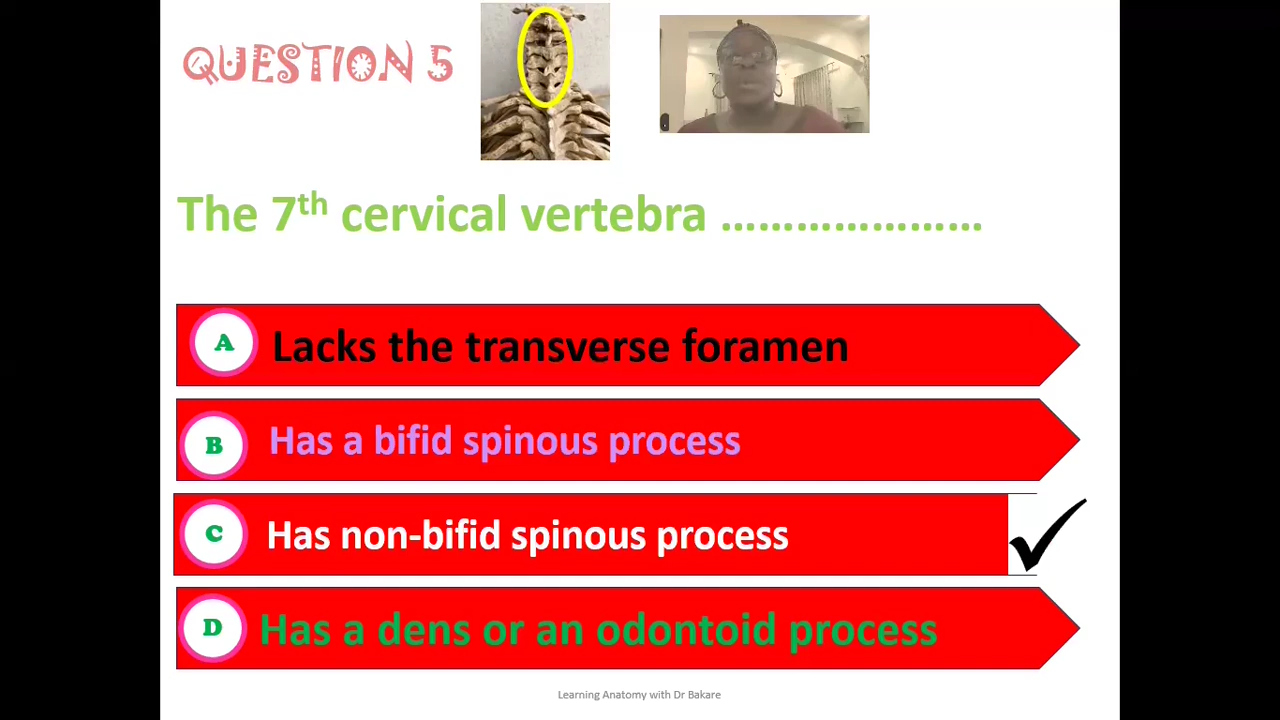 QUESTION 5
The 7th cervical vertebra .....................
A Lacks the transverse foramen
B Has a bifid spinous process
C Has non-bifid spinous process
D Has a dens or an odontoid process
Learning Anatomy with Dr Bakare